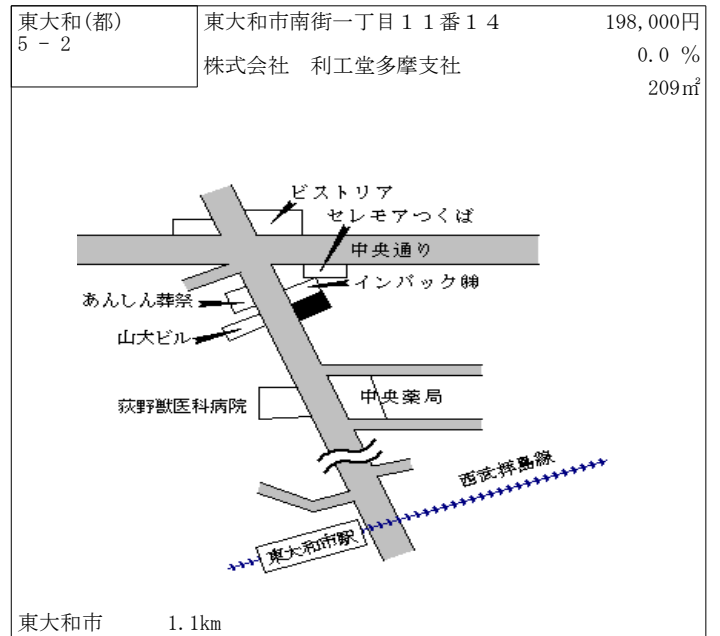 東大和(都)
5 - 2
東大和市南街一丁目１１番１４
198,000円
株式会社　利工堂多摩支社
0.0 %
209㎡
ビストリア
セレモアつくば
中央通り
インバック㈱
あんしん葬祭
山大ビル
荻野獣医科病院
中央薬局
西武拝島線
東大和市駅
東大和市
1.1km